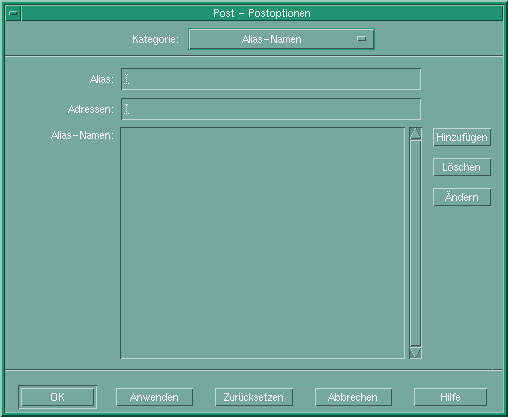 Post - Postoptionen
Kategorie: Alias-Namen
Alias:
Adressen:
Alias-Namen:
Hinzufügen
Löschen
Ändern
OK Anwenden Zurücksetzen Abbrechen Hilfe